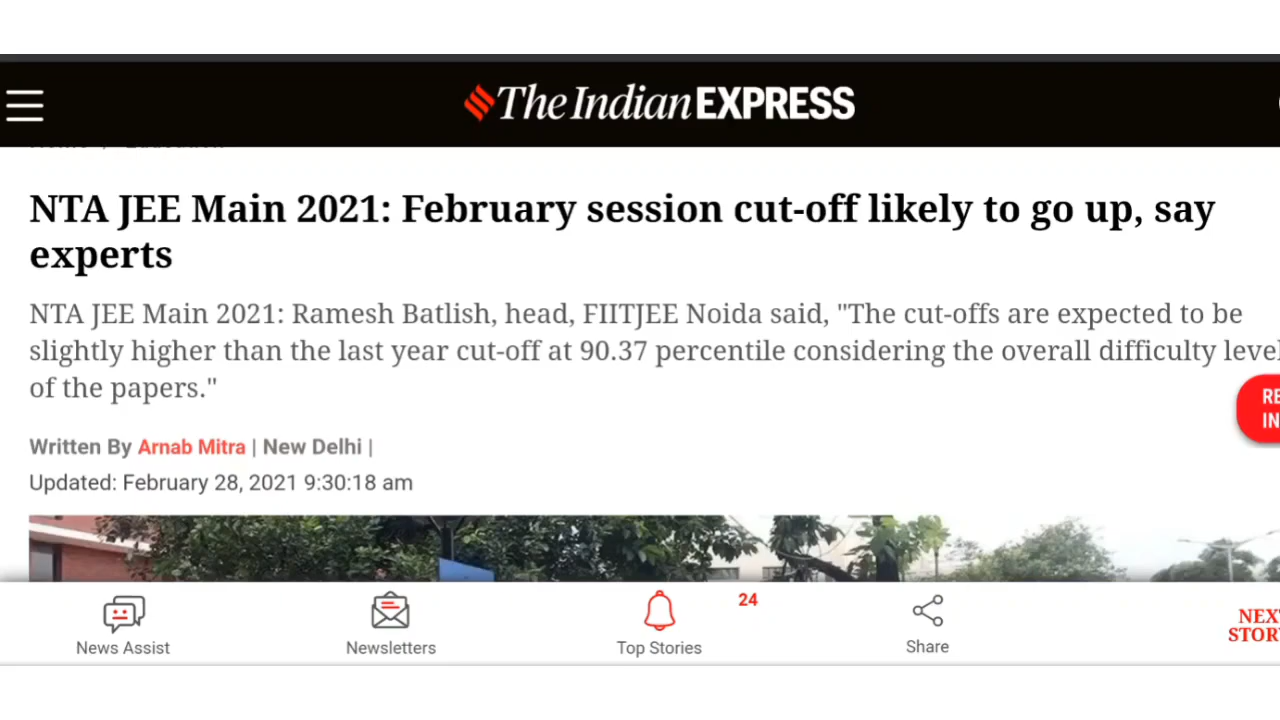 The Indian EXPRESS
NTA JEE Main 2021: February session cut-off likely to go up, say
experts
NTA JEE Main 2021: Ramesh Batlish, head, FIITJEE Noida said, "The cut-offs are expected to be
slightly higher than the last year cut-off at 90.37 percentile considering the overall difficulty level
of the papers."
Written By Arnab Mitra | New Delhi |
Updated: February 28, 2021 9:30:18 am
24
News Assist
Newsletters
Top Stories
Share